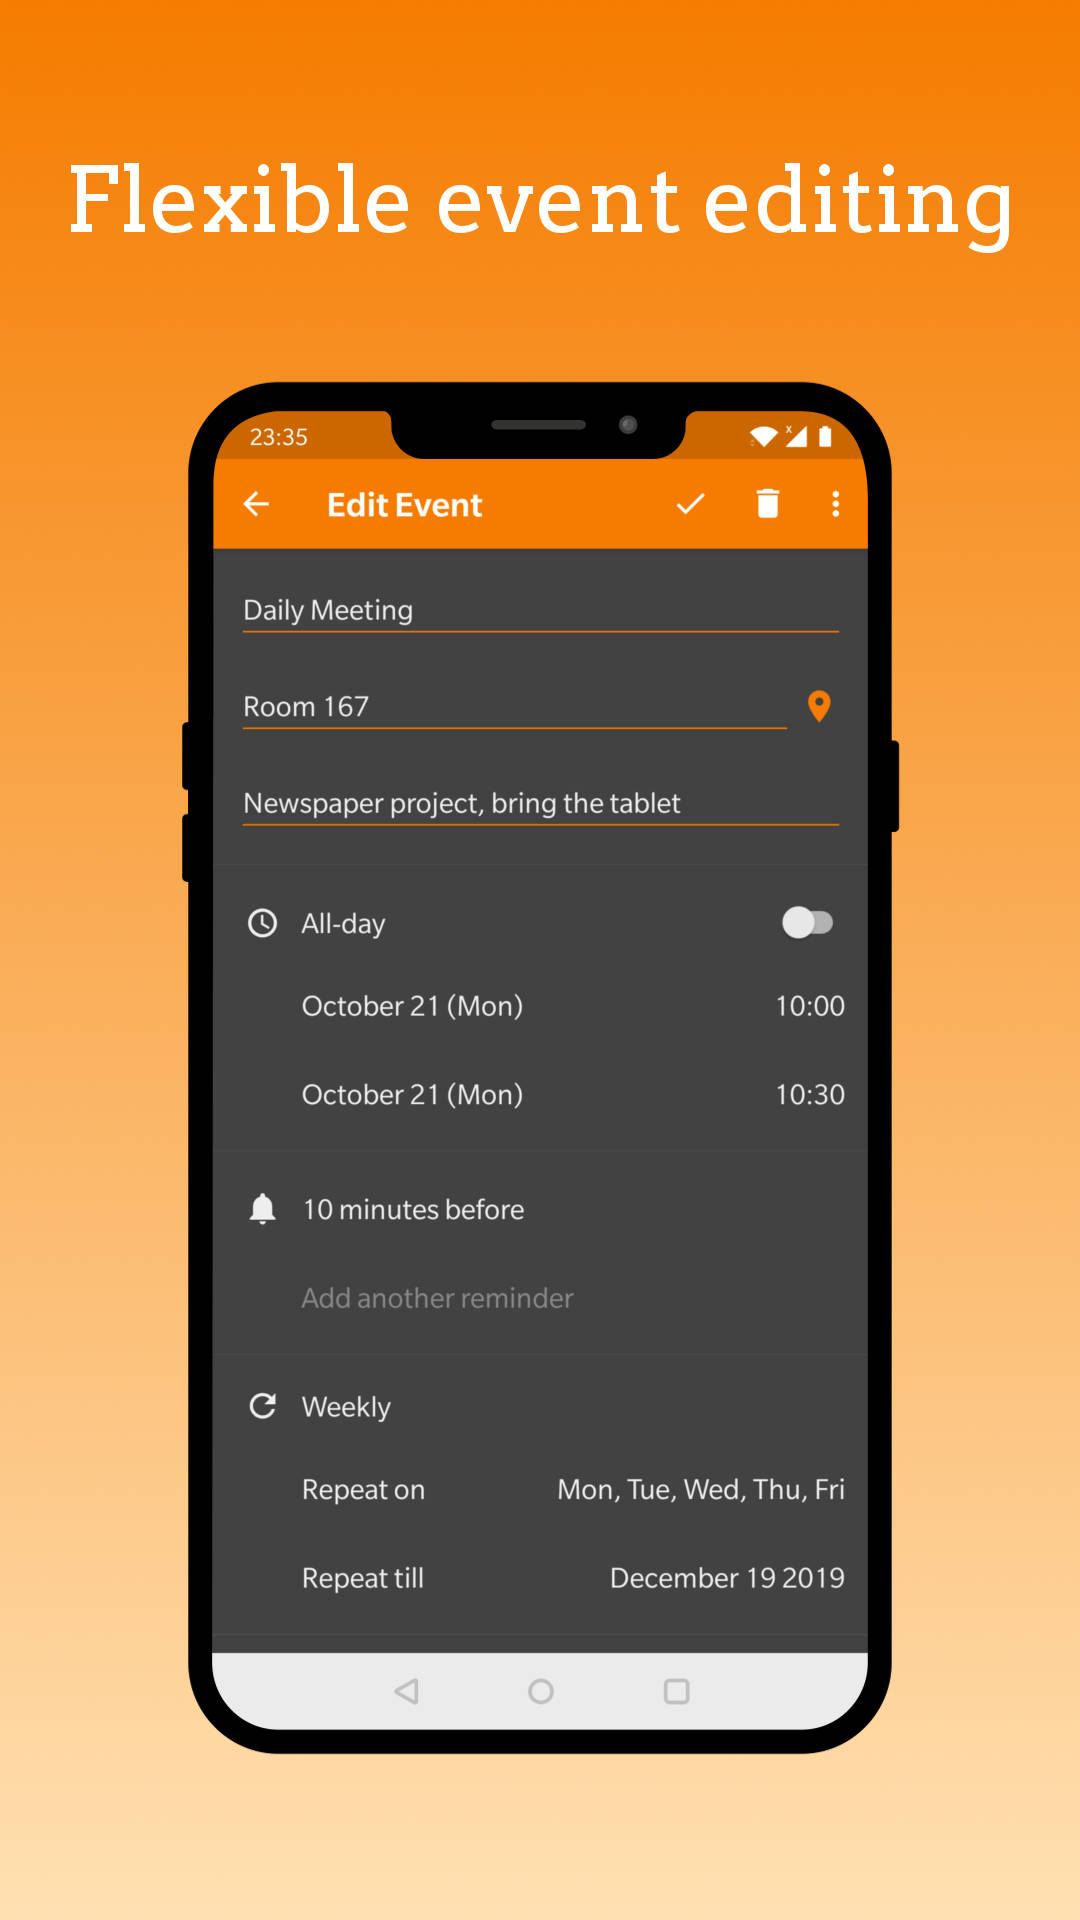 Flexible event editing
23:35
Edit Event
Daily Meeting
Room 167
Newspaper project, bring the tablet
All-day
October 21 (Mon) 10:00
October 21 (Mon) 10:30
10 minutes before
Add another reminder
Weekly
Repeat on Mon, Tue, Wed, Thu, Fri
Repeat till December 19 2019